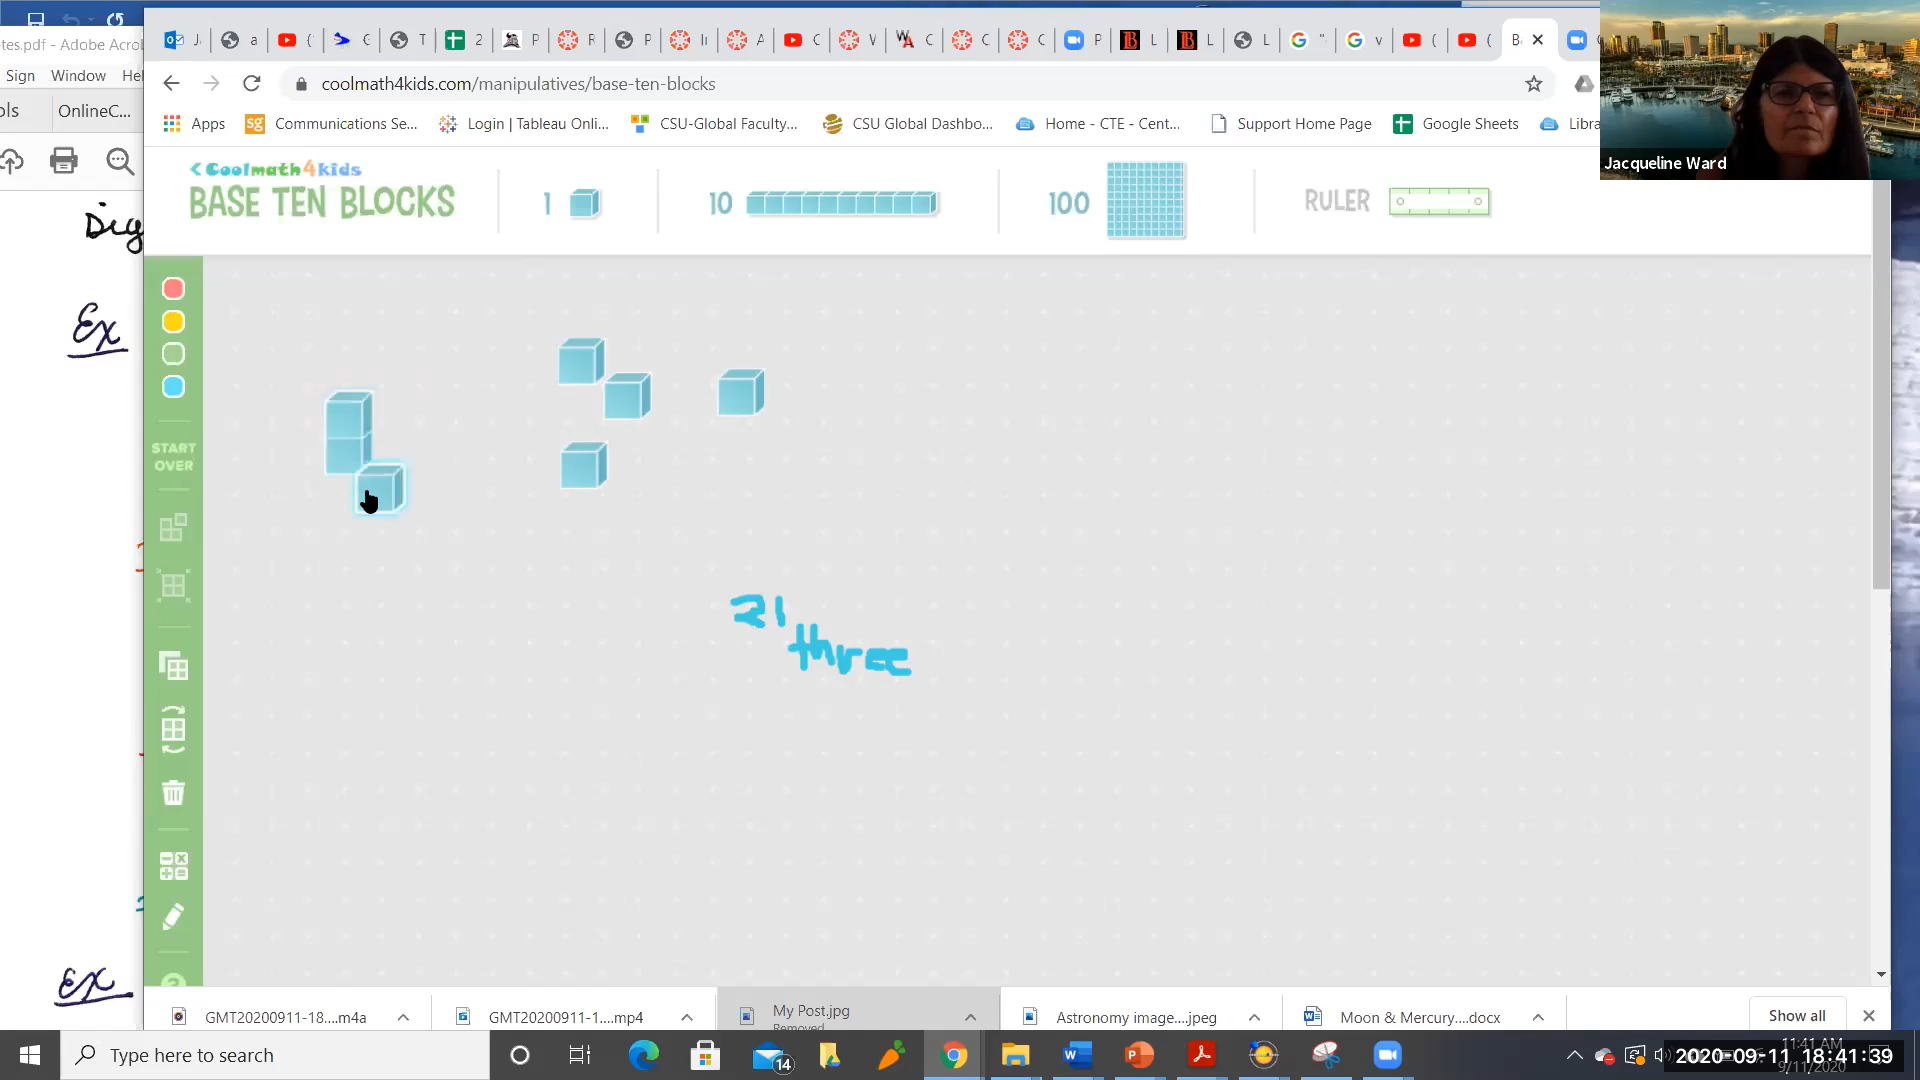 tes.pdf - Adobe Acro
Sign Window Hel
ols OnlineC...
Dig
Ex
Ex
coolmath4kids.com/manipulatives/base-ten-blocks
Apps Communications Se... Login | Tableau Onli... CSU-Global Faculty... CSU Global Dashbo... Home - CTE - Cent... Support Home Page Google Sheets Libra
Jacqueline Ward
Coolmath4kids
BASE TEN BLOCKS 1 10 100 RULER
START
OVER
21
three
GMT20200911-18....m4a GMT20200911-1....mp4 My Post.jpg Astronomy image....jpeg Moon & Mercury....docx Show all
Removed
Type here to search
14
11:41 AM
9/11/2020
2020-09-11 18:41:39